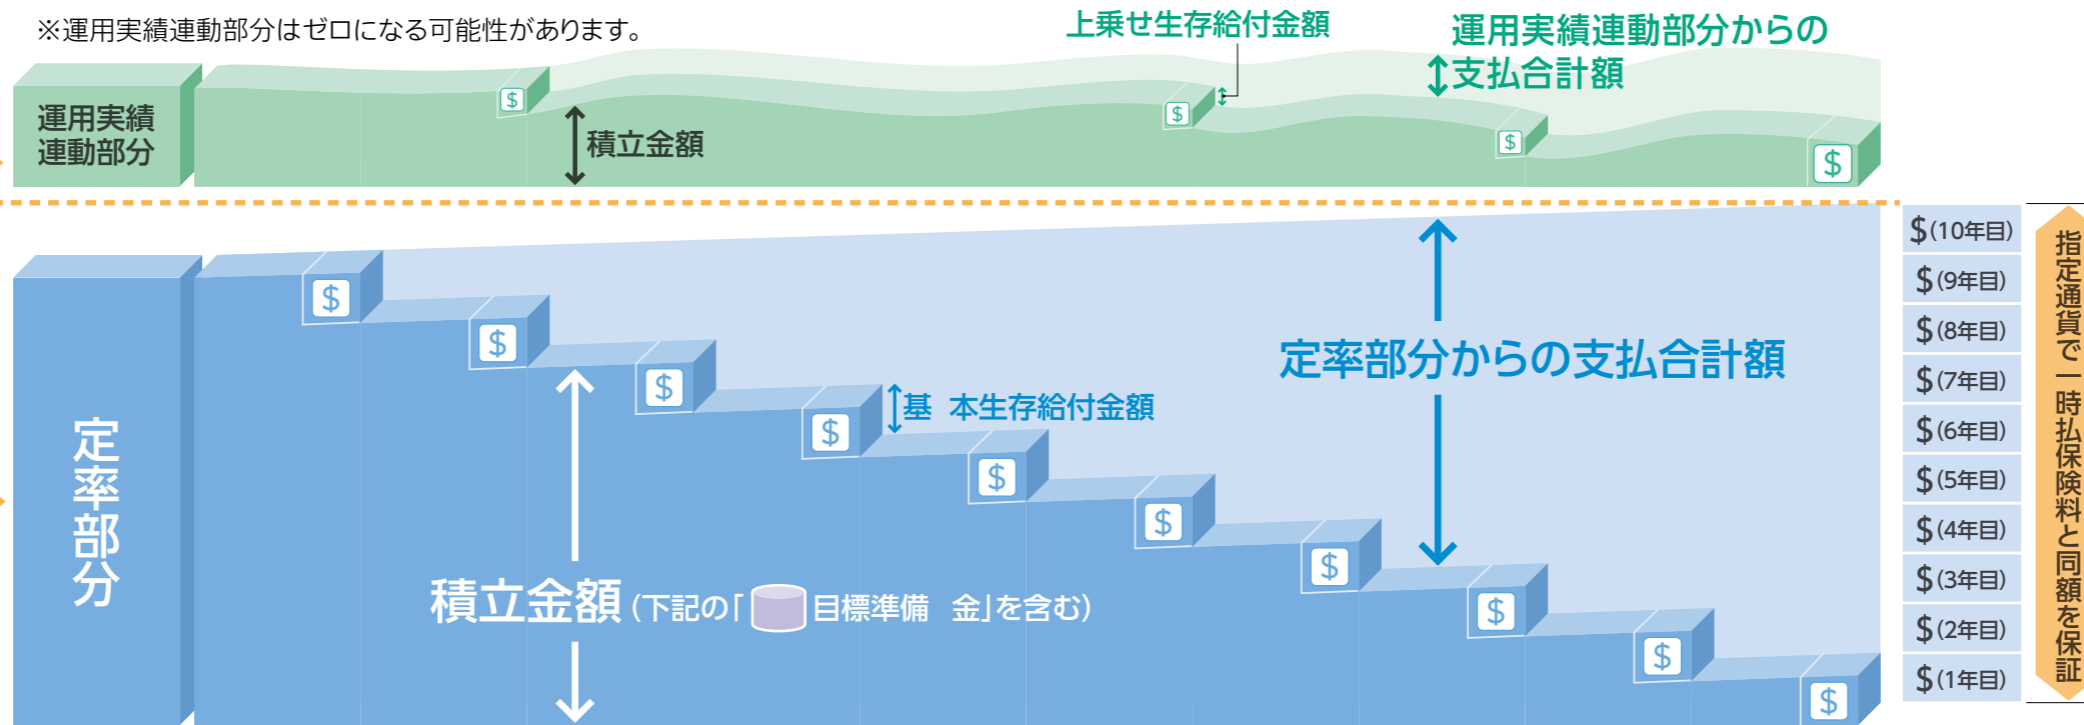 ※運用実績連動部分はゼロになる可能性があります。
上乗せ生存給付金額
運用実績連動部分からの
支払合計額
運用実績
連動部分
$
積立金額
$
$
$
定率部分
$
$
$
$
基 本生存給付金額
$
$
$
$
$
$
定率部分からの支払合計額
積立金額(下記の「目標準備 金」を含む)
$(10年目)
$(9年目)
$(8年目)
$(7年目)
$(6年目)
$(5年目)
$(4年目)
$(3年目)
$(2年目)
$(1年目)
指定通貨で一時払保険料と同額を保証